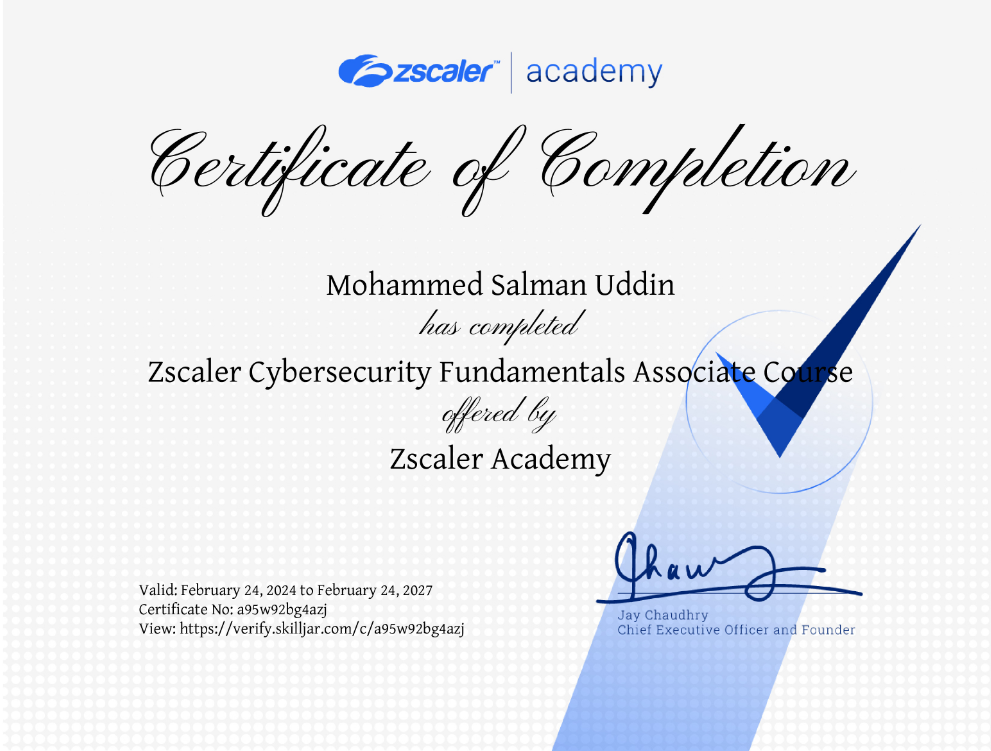 zscaler™ | academy
Certificate of Completion
Mohammed Salman Uddin
has completed
Zscaler Cybersecurity Fundamentals Associate Course
offered by
Zscaler Academy
Valid: February 24, 2024 to February 24, 2027
Certificate No: a95w92bg4azj
View: https://verify.skilljar.com/c/a95w92bg4azj
Jay Chaudhry
Chief Executive Officer and Founder